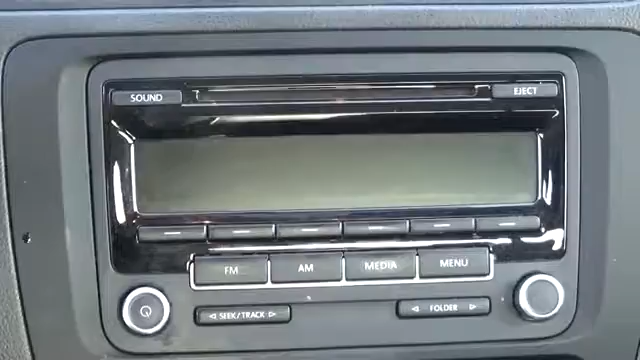 SOUND EJECT
FM AM MEDIA MENU
◁ SEEK / TRACK ▷ ◁ FOLDER ▷